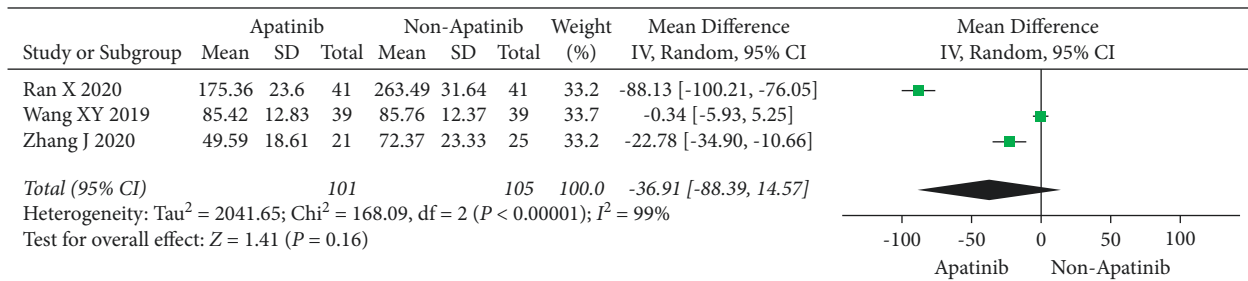 Apatinib Non-Apatinib Weight Mean Difference Mean Difference
Study or Subgroup Mean SD Total Mean SD Total (%) IV, Random, 95% CI IV, Random, 95% CI
Ran X 2020 175.36 23.6 41 263.49 31.64 41 33.2 -88.13 [-100.21, -76.05]
Wang XY 2019 85.42 12.83 39 85.76 12.37 39 33.7 -0.34 [-5.93, 5.25]
Zhang J 2020 49.59 18.61 21 72.37 23.33 25 33.2 -22.78 [-34.90, -10.66]
Total (95% CI) 101 105 100.0 -36.91 [-88.39, 14.57]
Heterogeneity: Tau² = 2041.65; Chi² = 168.09, df = 2 (P < 0.00001); I² = 99%
Test for overall effect: Z = 1.41 (P = 0.16)
-100 -50 0 50 100
Apatinib Non-Apatinib